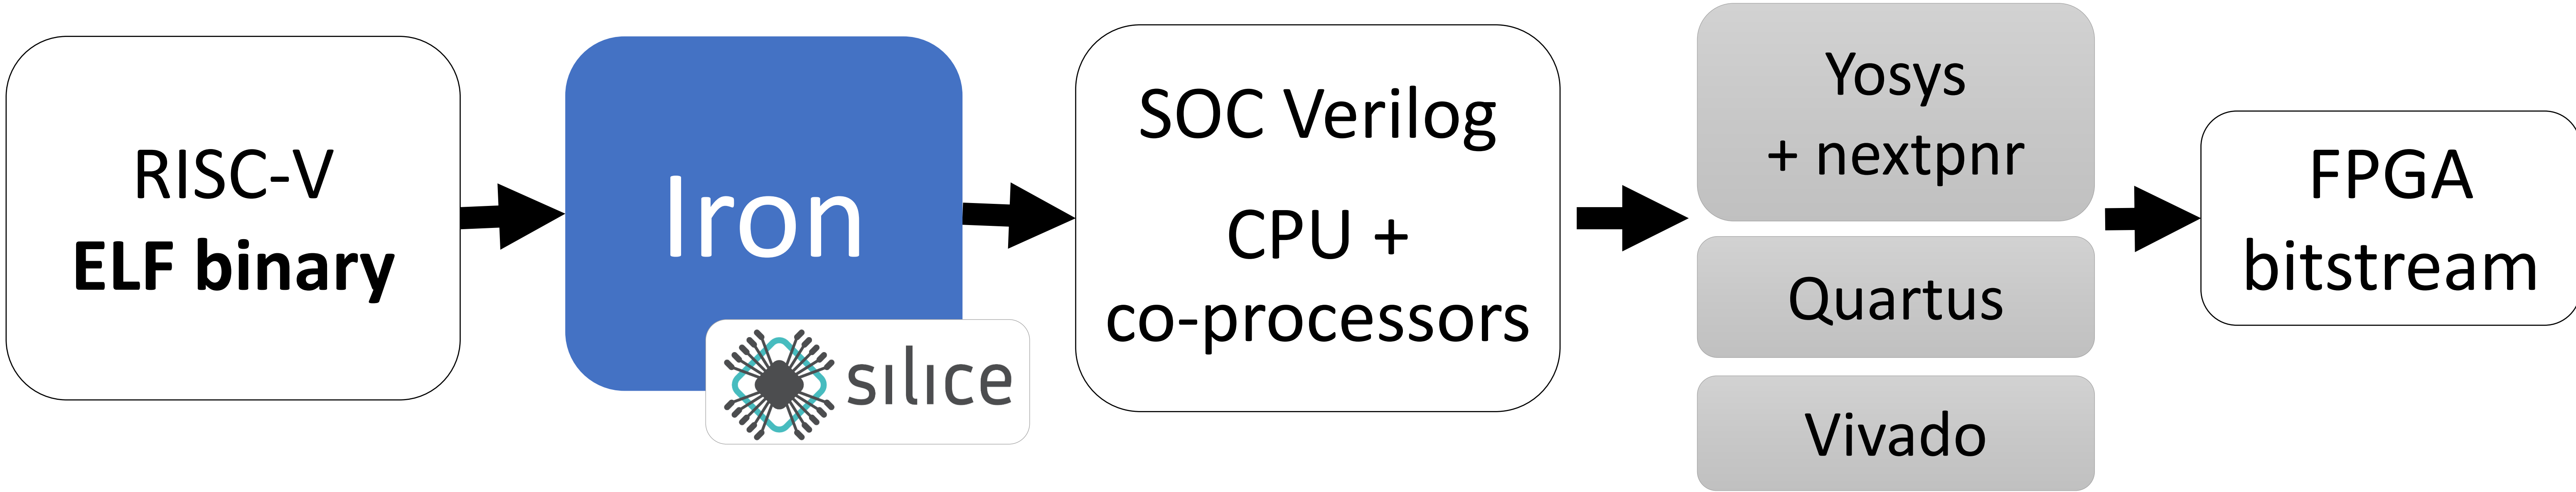 RISC-V
ELF binary
Iron
silice
SOC Verilog
CPU +
co-processors
Yosys
+ nextpnr
Quartus
Vivado
FPGA
bitstream